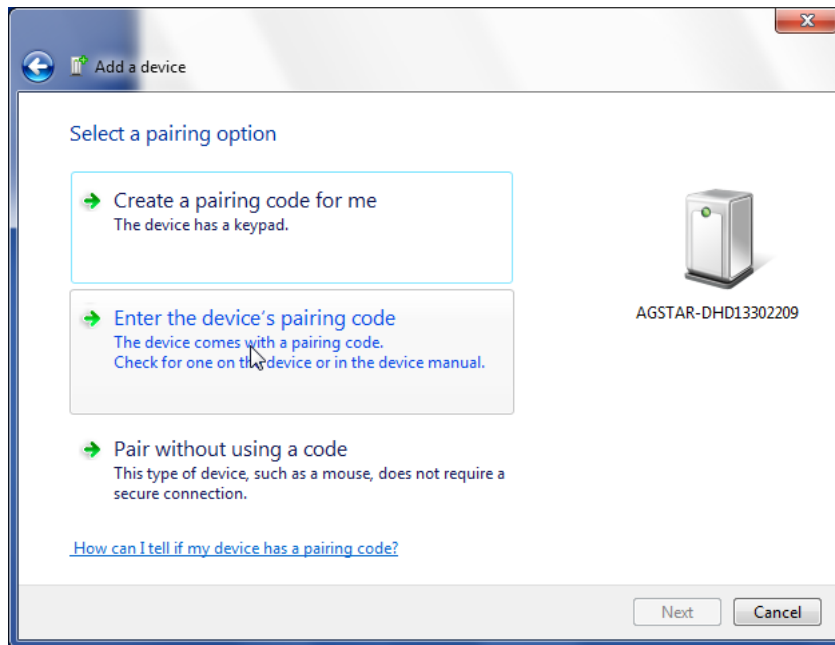 Add a device
Select a pairing option
Create a pairing code for me
The device has a keypad.
Enter the device's pairing code
The device comes with a pairing code.
Check for one on the device or in the device manual.
AGSTAR-DHD13302209
Pair without using a code
This type of device, such as a mouse, does not require a
secure connection.
How can I tell if my device has a pairing code?
Next
Cancel